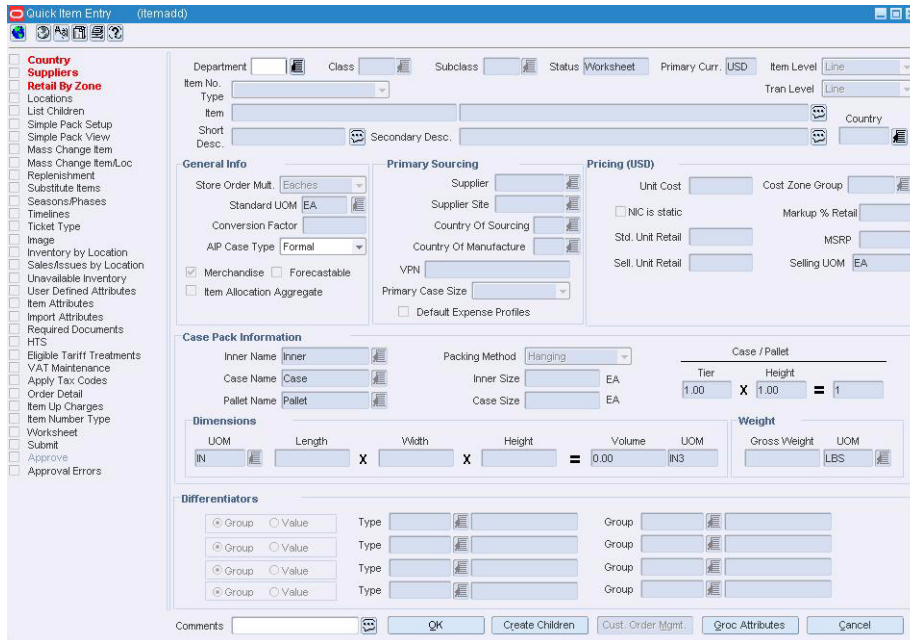 Quick Item Entry (itemadd)
Country
Suppliers
Retail By Zone
Locations
List Children
Simple Pack Setup
Simple Pack View
Mass Change Item
Mass Change Item/Loc
Replenishment
Substitute Items
Seasons/Phases
Timelines
Ticket Type
Image
Inventory by Location
Sales/Issues by Location
Unavailable Inventory
User Defined Attributes
Item Attributes
Import Attributes
Required Documents
HTS
Eligible Tariff Treatments
VAT Maintenance
Apply Tax Codes
Order Detail
Item Up Charges
Item Number Type
Worksheet
Submit
Approve
Approval Errors
Department Class Subclass Status Worksheet Primary Curr. USD Item Level Line
Item No. Type Tran Level Line
Item Country
Short Desc. Secondary Desc.
General Info
Store Order Mult. Eaches
Standard UOM EA
Conversion Factor
AIP Case Type Formal
Merchandise Forecastable
Item Allocation Aggregate
Primary Sourcing
Supplier
Supplier Site
Country Of Sourcing
Country Of Manufacture
VPN
Primary Case Size
Default Expense Profiles
Pricing (USD)
Unit Cost Cost Zone Group
NIC is static Markup % Retail
Std. Unit Retail MSRP
Sell. Unit Retail Selling UOM EA
Case Pack Information
Inner Name Inner Packing Method Hanging
Case Name Case Inner Size EA
Pallet Name Pallet Case Size EA
Case / Pallet
Tier Height
1.00 X 1.00 = 1
Dimensions
UOM Length Width Height Volume UOM
IN X X = 0.00 IN3
Weight
Gross Weight UOM
LBS
Differentiators
Group Value Type Group
Group Value Type Group
Group Value Type Group
Group Value Type Group
Comments OK Create Children Cust. Order Mgmt. Groc Attributes Cancel